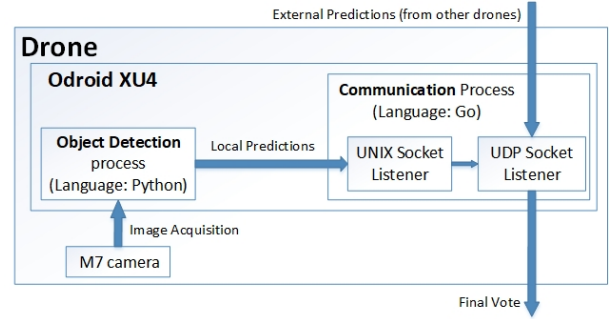 External Predictions (from other drones)
Drone
Odroid XU4
Communication Process
(Language: Go)
Object Detection
process
(Language: Python)
Local Predictions
UNIX Socket
Listener
UDP Socket
Listener
Image Acquisition
M7 camera
Final Vote